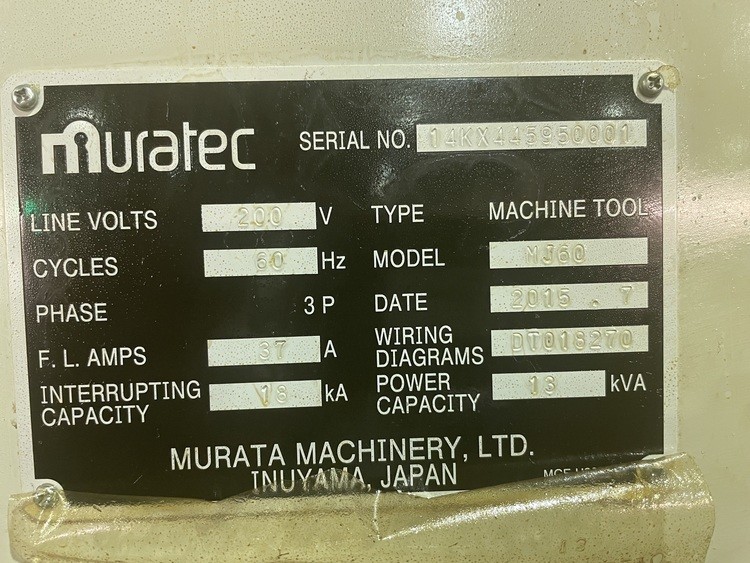 muratec
SERIAL NO. 14KX445950001
LINE VOLTS 200 V
TYPE MACHINE TOOL
CYCLES 60 Hz
MODEL MJ60
PHASE 3 P
DATE 2015 . 7
F. L. AMPS 37 A
WIRING
DIAGRAMS DT018270
INTERRUPTING
CAPACITY 18 kA
POWER
CAPACITY 13 kVA
MURATA MACHINERY, LTD.
INUYAMA, JAPAN